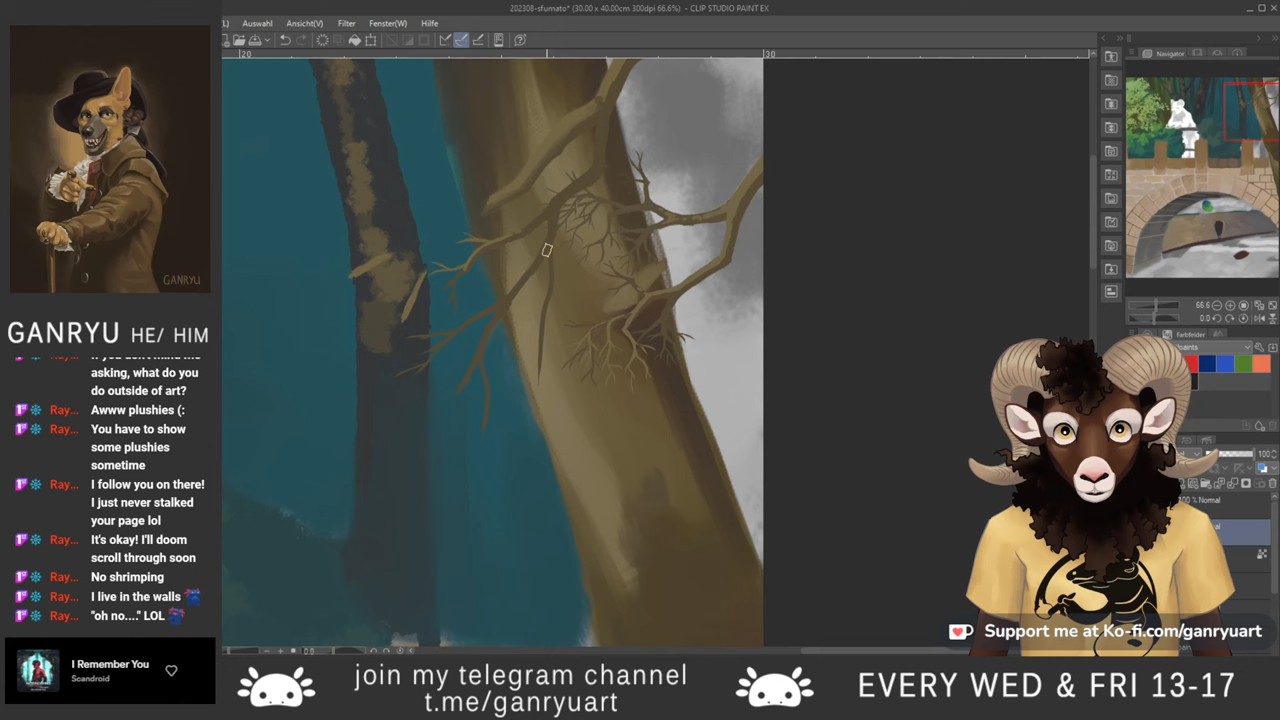 202308-sfumato* (30.00 x 40.00cm 300dpi 66.6%) - CLIP STUDIO PAINT EX
Auswahl Ansicht(V) Filter Fenster(W) Hilfe
20
30
Navigator
66.6
0.0
Farbfelder
100
GANRYU
GANRYU HE/ HIM
asking, what do you
do outside of art?
Ray... Awww plushies (:
Ray... You have to show
some plushies
sometime
Ray... I follow you on there!
I just never stalked
your page lol
Ray... It's okay! I'll doom
scroll through soon
Ray... No shrimping
Ray... I live in the walls
Ray... "oh no...." LOL
I Remember You
Scandroid
0.0
Support me at Ko-fi.com/ganryuart
join my telegram channel
t.me/ganryuart
EVERY WED & FRI 13-17